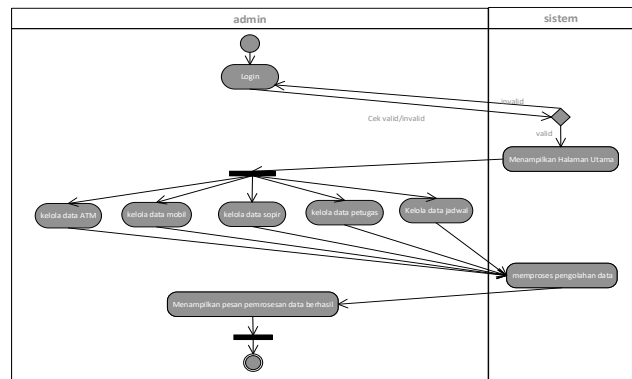 admin
sistem
Login
invalid
Cek valid/invalid
valid
Menampilkan Halaman Utama
kelola data ATM
kelola data mobil
kelola data sopir
kelola data petugas
Kelola data jadwal
memproses pengolahan data
Menampilkan pesan pemrosesan data berhasil